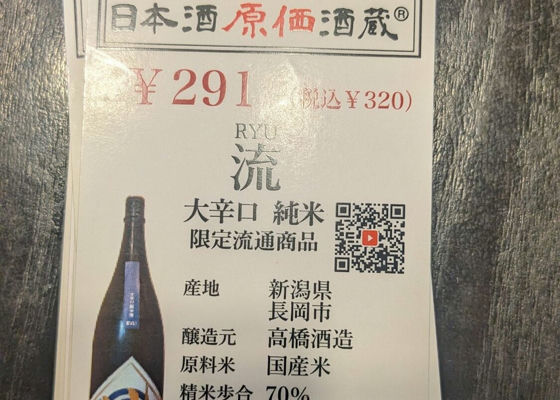 日本酒原価酒蔵®
¥291 (税込¥320)
RYU
流
大辛口 純米
限定流通商品
産地 新潟県
長岡市
醸造元 高橋酒造
原料米 国産米
精米歩合 70%